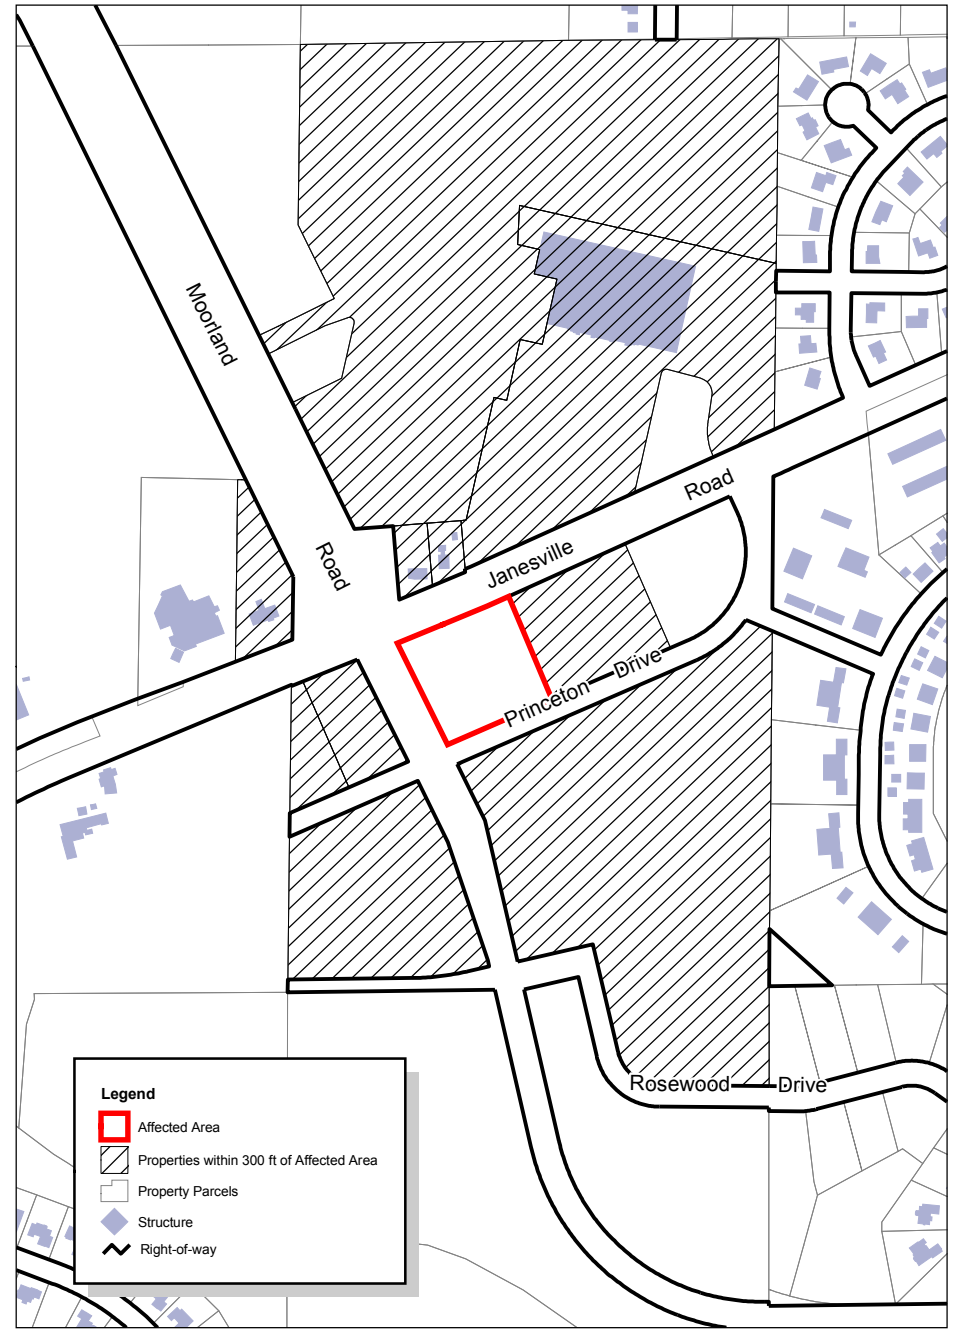 Moorland
Road
Janesville
Road
Princeton
Drive
Rosewood
Drive
Legend
Affected Area
Properties within 300 ft of Affected Area
Property Parcels
Structure
Right-of-way